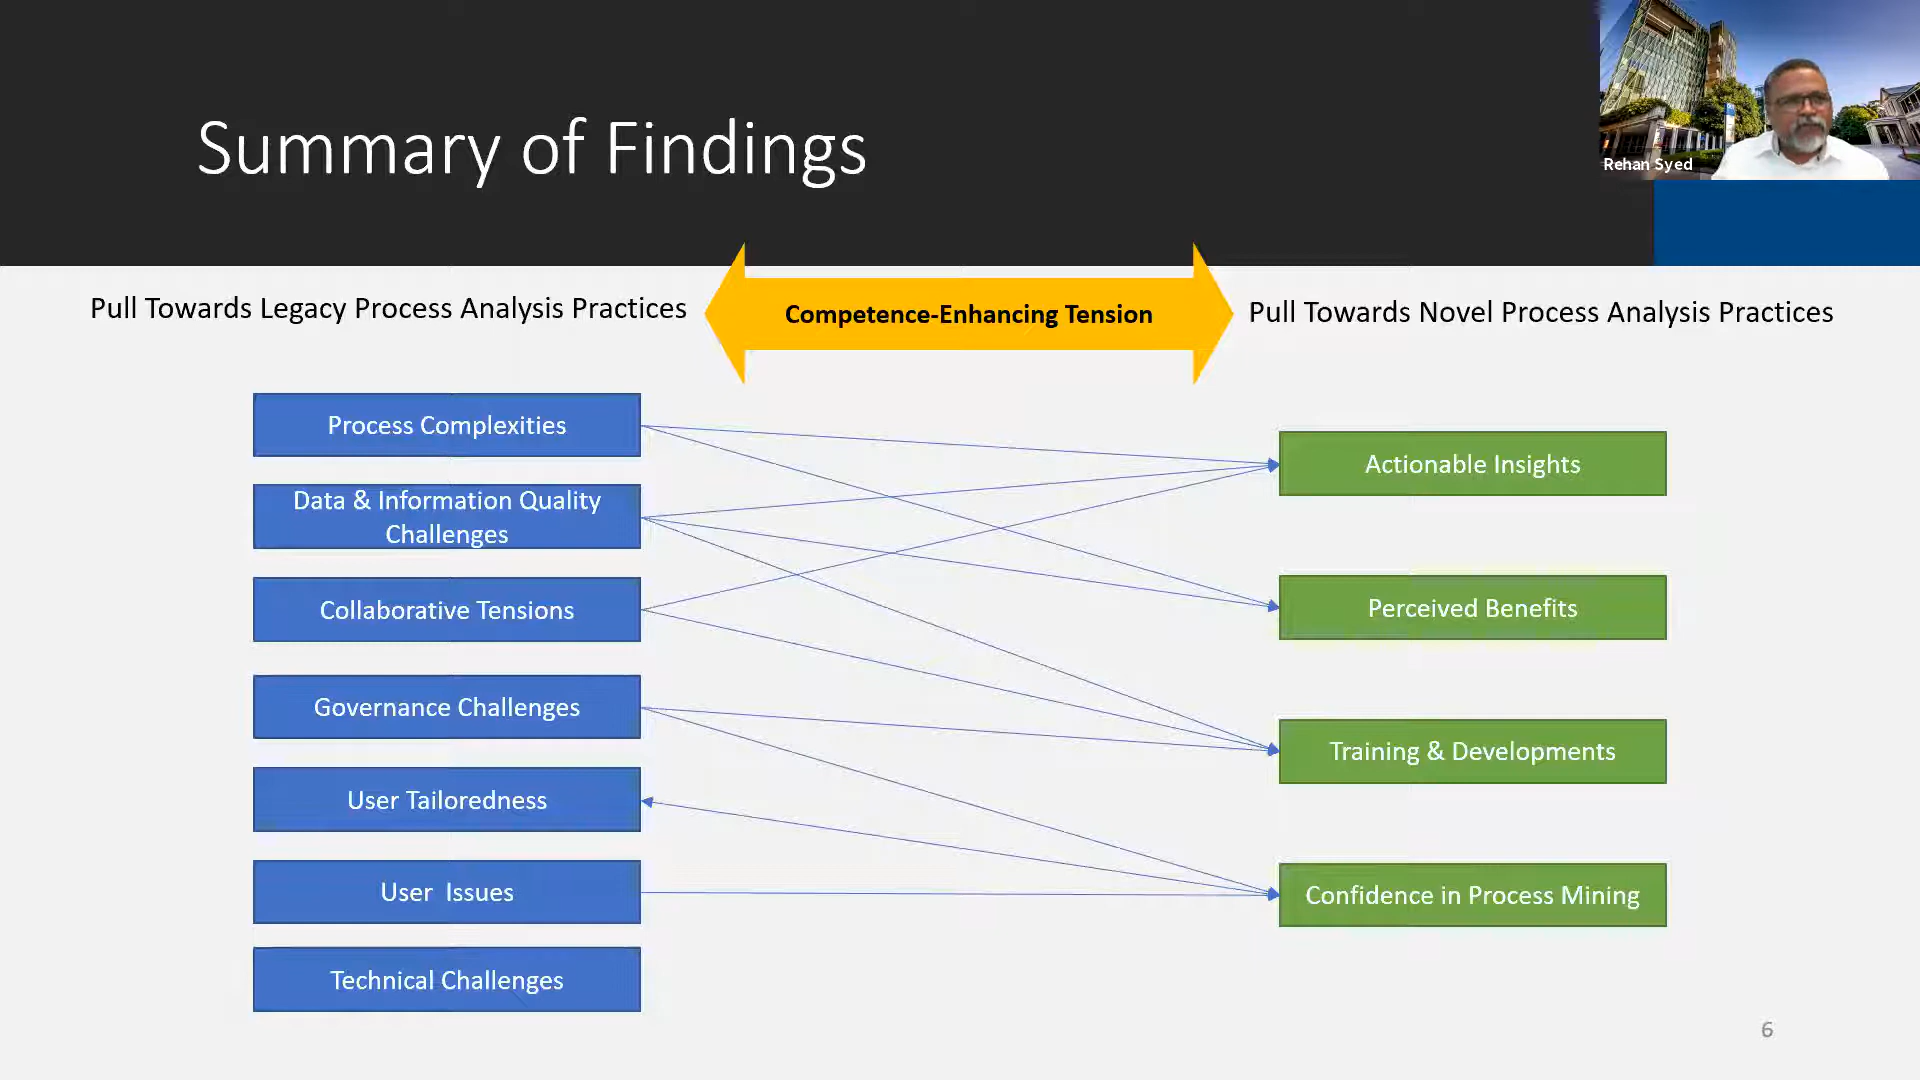 Summary of Findings
Rehan Syed
Pull Towards Legacy Process Analysis Practices
Competence-Enhancing Tension
Pull Towards Novel Process Analysis Practices
Process Complexities
Data & Information Quality
Challenges
Collaborative Tensions
Governance Challenges
User Tailoredness
User  Issues
Technical Challenges
Actionable Insights
Perceived Benefits
Training & Developments
Confidence in Process Mining
6